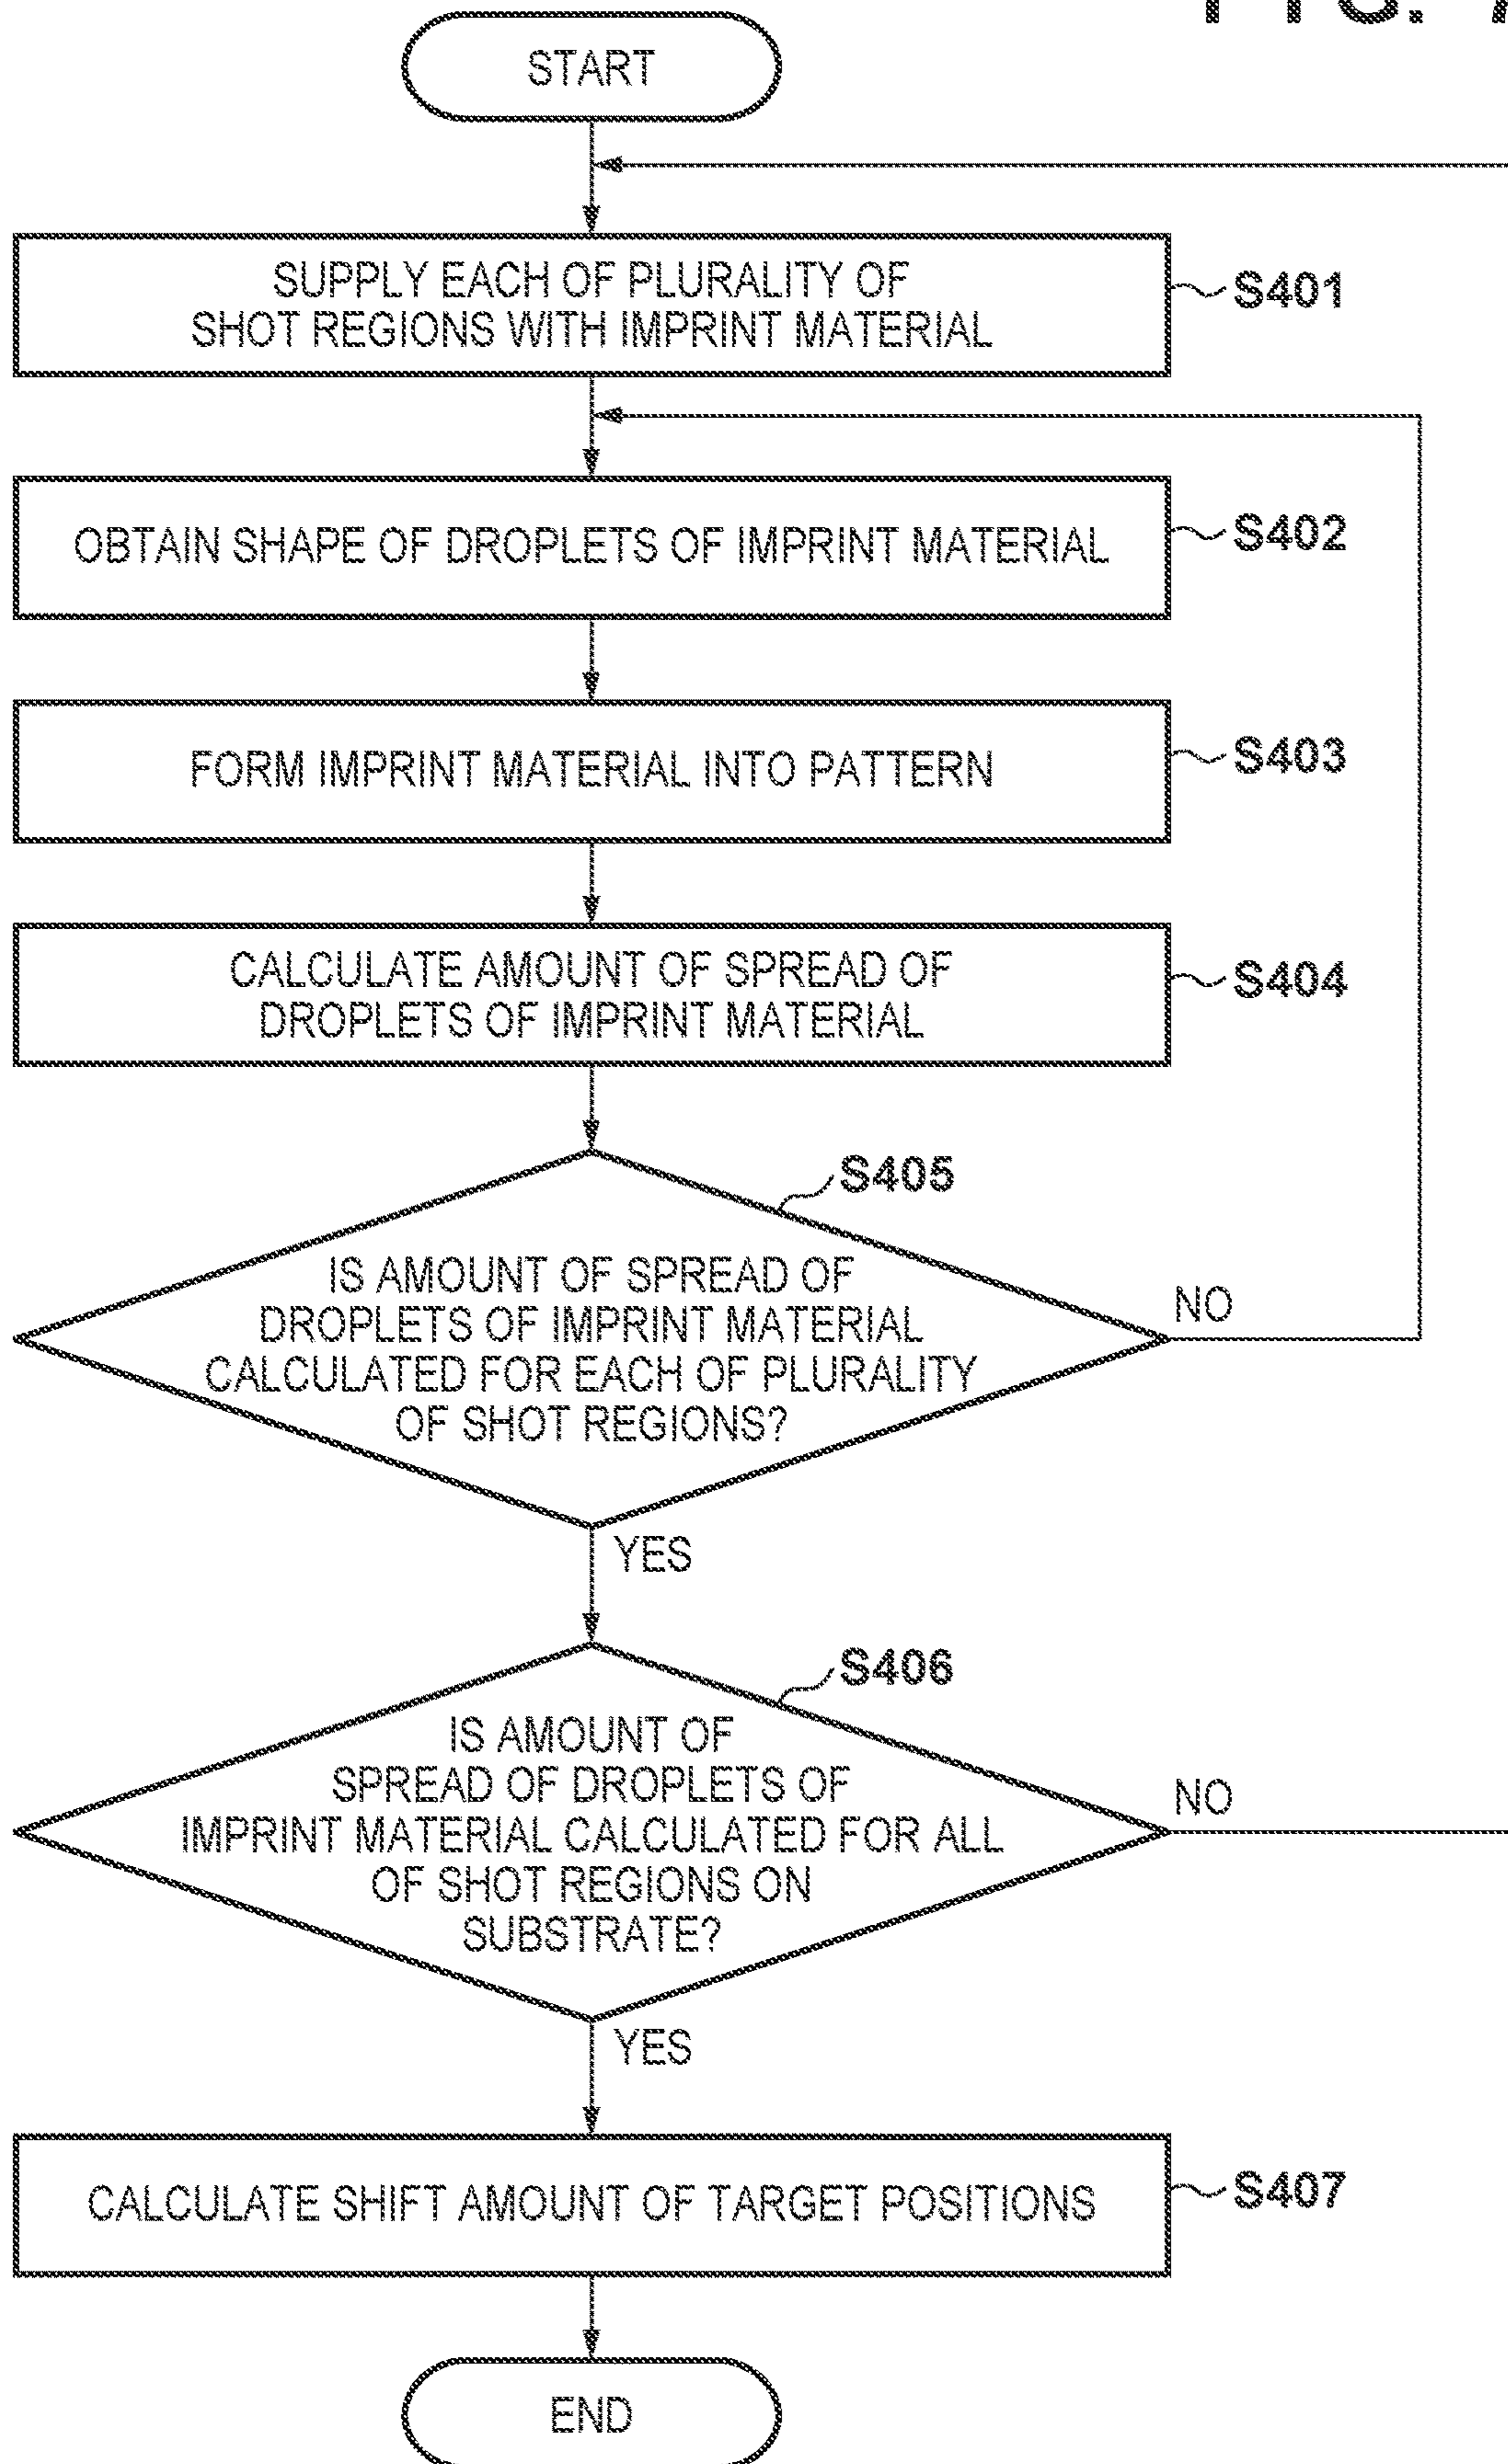 FIG.
START
SUPPLY EACH OF PLURALITY OF
SHOT REGIONS WITH IMPRINT MATERIAL
S401
OBTAIN SHAPE OF DROPLETS OF IMPRINT MATERIAL
S402
FORM IMPRINT MATERIAL INTO PATTERN
S403
CALCULATE AMOUNT OF SPREAD OF
DROPLETS OF IMPRINT MATERIAL
S404
S405
IS AMOUNT OF SPREAD OF
DROPLETS OF IMPRINT MATERIAL
CALCULATED FOR EACH OF PLURALITY
OF SHOT REGIONS?
NO
YES
S406
IS AMOUNT OF
SPREAD OF DROPLETS OF
IMPRINT MATERIAL CALCULATED FOR ALL
OF SHOT REGIONS ON
SUBSTRATE?
NO
YES
CALCULATE SHIFT AMOUNT OF TARGET POSITIONS
S407
END